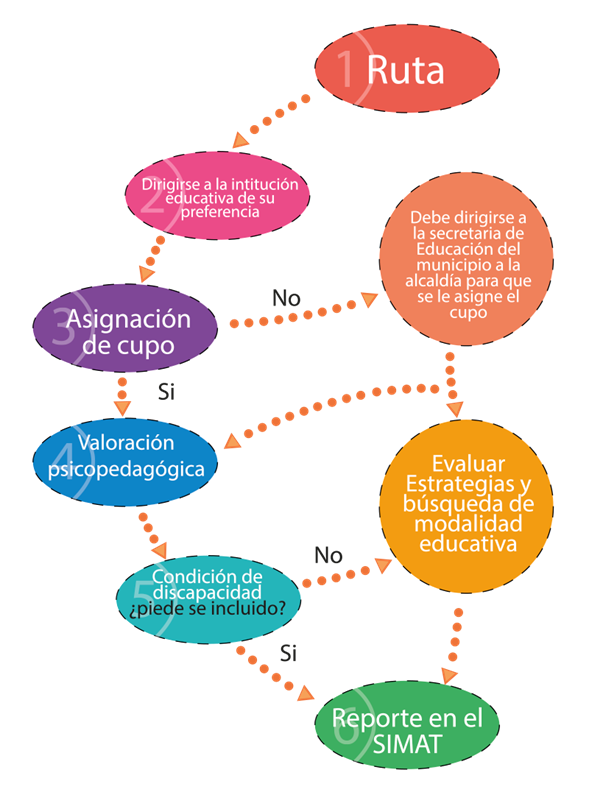 1 Ruta
2 Dirigirse a la intitución
educativa de su
preferencia
3 Asignación
de cupo
No
Debe dirigirse a
la secretaria de
Educación del
municipio a la
alcaldía para que
se le asigne el
cupo
Si
4 Valoración
psicopedagógica
Evaluar
Estrategias y
búsqueda de
modalidad
educativa
5 Condición de
discapacidad
¿piede se incluido?
No
Si
6 Reporte en el
SIMAT